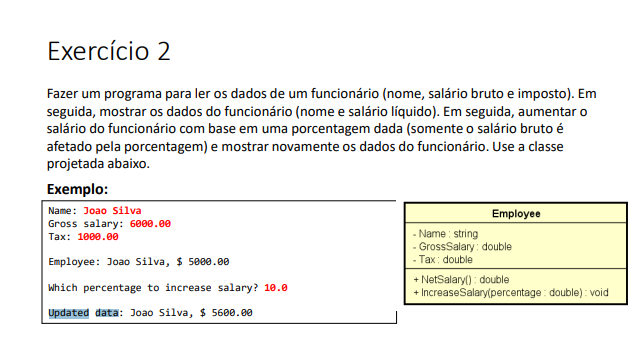 Exercício 2
Fazer um programa para ler os dados de um funcionário (nome, salário bruto e imposto). Em
seguida, mostrar os dados do funcionário (nome e salário líquido). Em seguida, aumentar o
salário do funcionário com base em uma porcentagem dada (somente o salário bruto é
afetado pela porcentagem) e mostrar novamente os dados do funcionário. Use a classe
projetada abaixo.
Exemplo:
Name: Joao Silva
Gross salary: 6000.00
Tax: 1000.00
Employee: Joao Silva, $ 5000.00
Which percentage to increase salary? 10.0
Updated data: Joao Silva, $ 5600.00
Employee
- Name : string
- GrossSalary : double
- Tax : double
+ NetSalary() : double
+ IncreaseSalary(percentage : double) : void